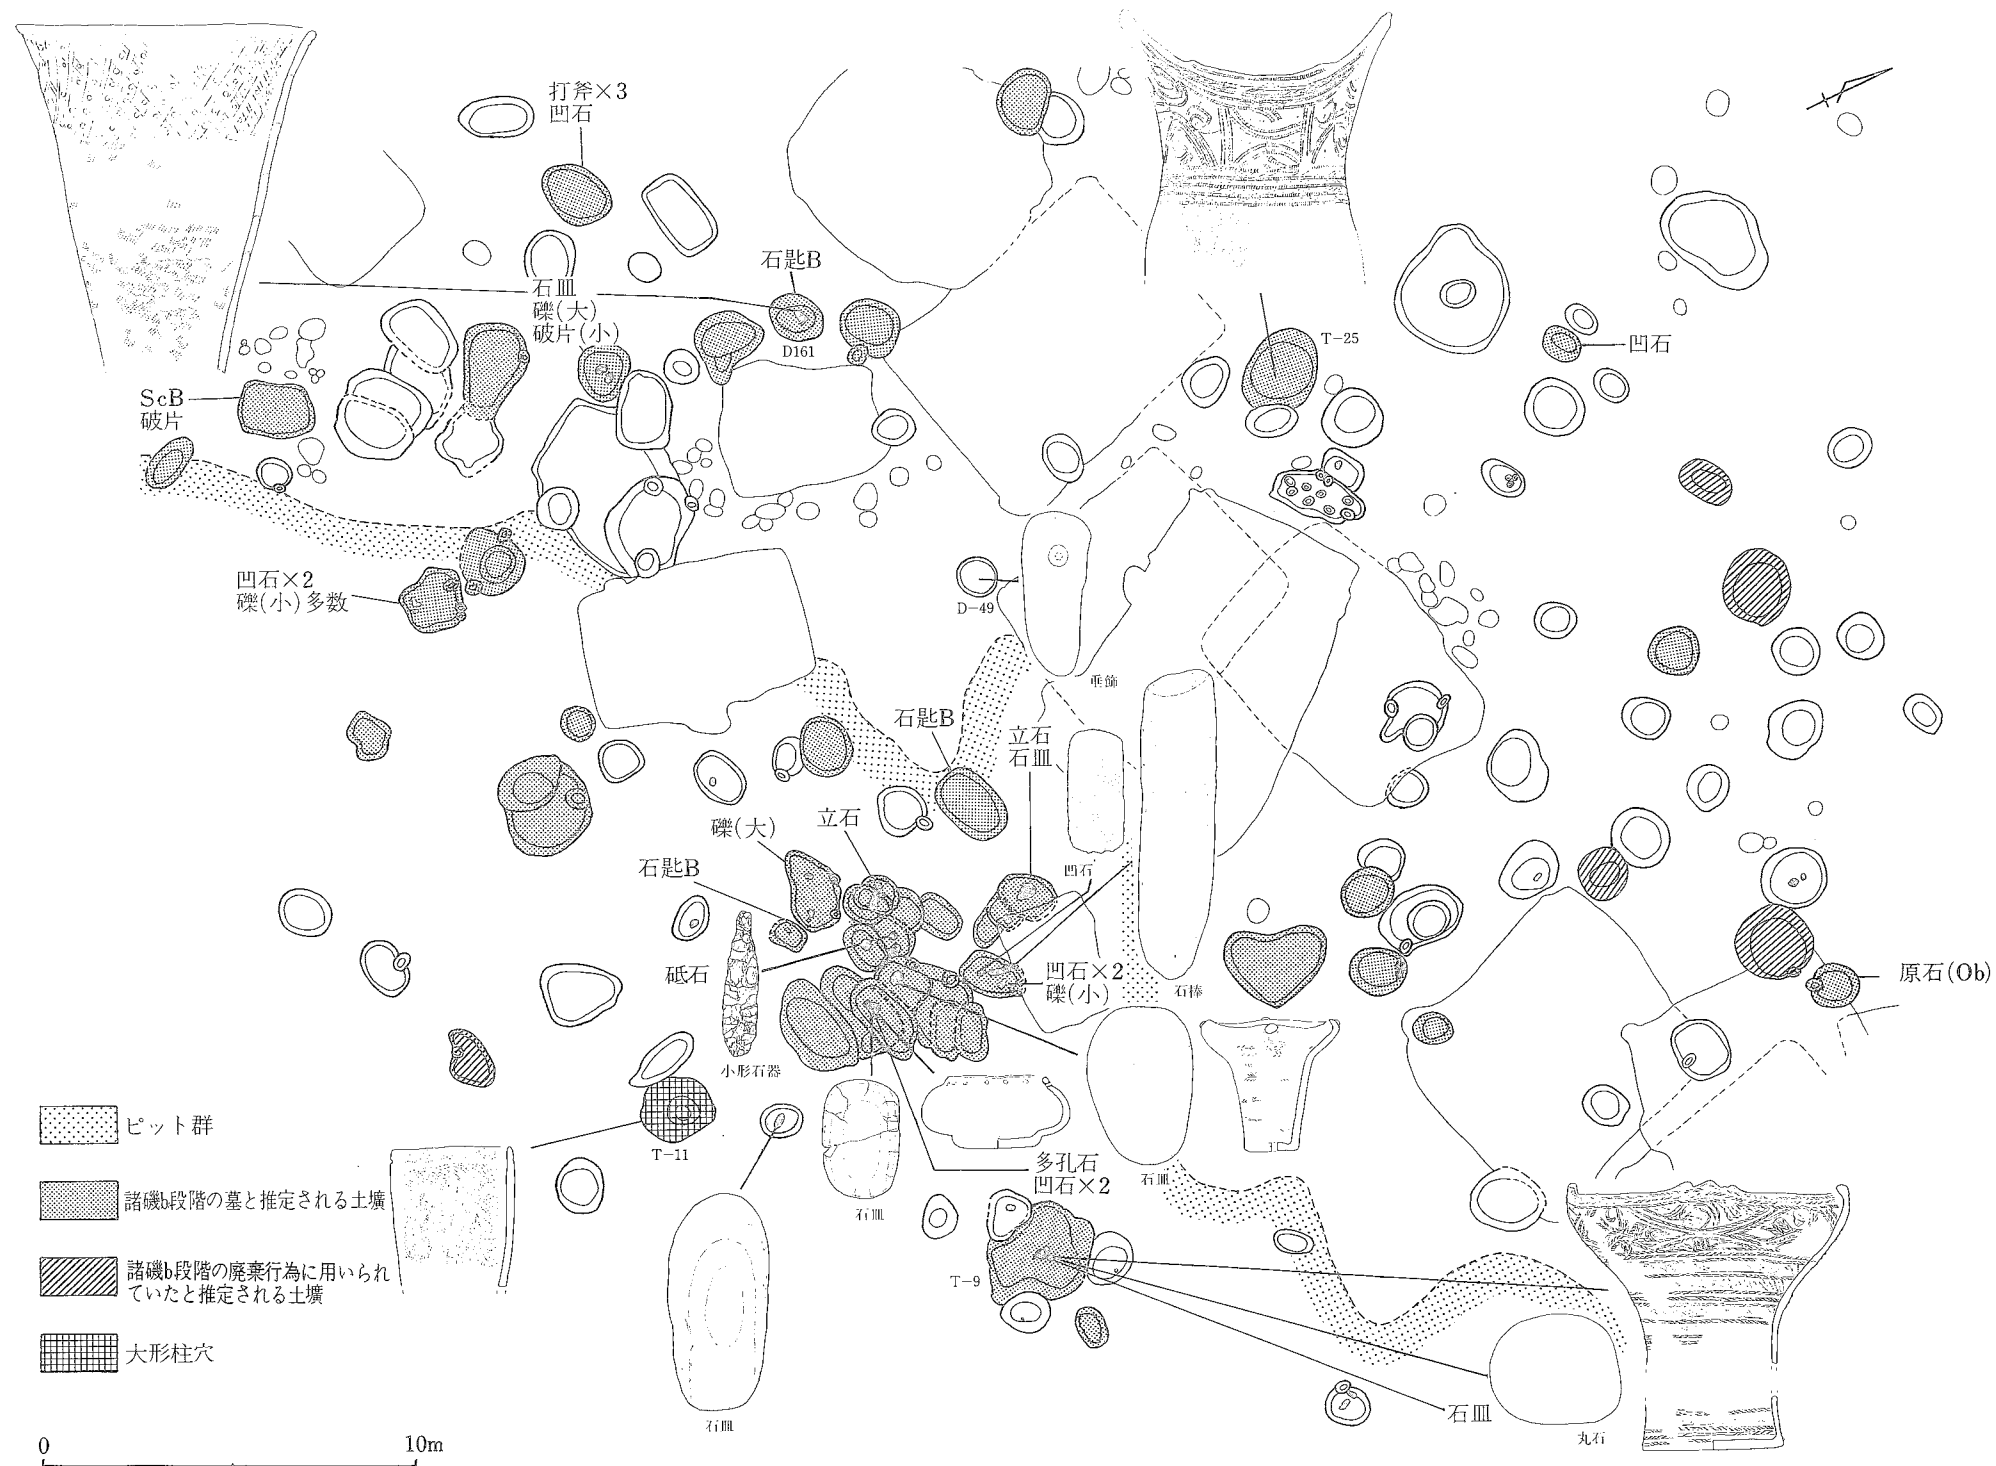 打斧×3
凹石
石匙B
石皿
礫(大)
破片(小)
D161
T-25
凹石
ScB
破片
凹石×2
礫(小)多数
D-49
垂飾
石匙B
立石
石皿
礫(大)
立石
石匙B
凹石
砥石
凹石×2
礫(小)
石棒
原石(Ob)
小形石器
T-11
石皿
多孔石
凹石×2
石皿
T-9
石皿
石皿
丸石
ピット群
諸磯b段階の墓と推定される土壙
諸磯b段階の廃棄行為に用いられ
ていたと推定される土壙
大形柱穴
0 10m